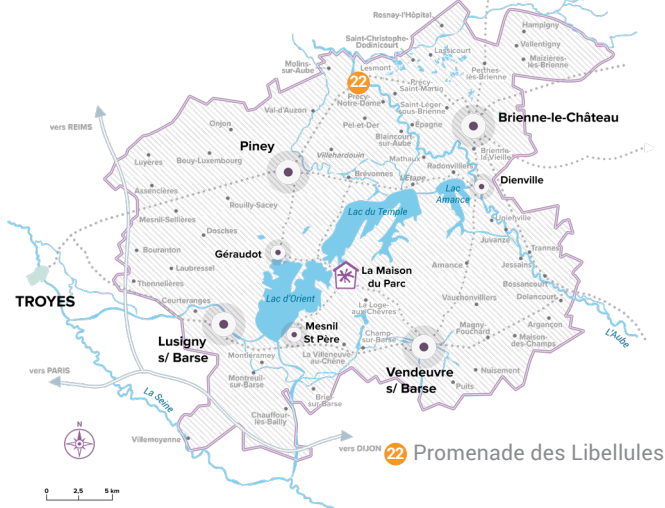 Resnay-l'Hôpital
Hampigny
Saint-Christophe-
Dodinicourt
Lassicourt
Vallentigny
Molins-
sur-Aube
Lesmont
Perthes-
lès-Brienne
Maizières-
lès-Brienne
22
Précy-
Saint-Martin
Précy-
Notre-Dame
Saint-Léger-
sous-Brienne
Val-d'Auzon
Brienne-le-Château
Onjon
Pel-et-Der
Épagne
vers REIMS
Blaincourt-
sur-Aube
Piney
Brienne-
le-Vieille
Luyères
Bouy-Luxembourg
Villehardouin
Mathaux
Radonvilliers
Brévonnes
L'Étape
Dienville
Assencières
Lac
Amance
Rouilly-Sacey
Lac du Temple
Mesnil-Sellières
Unienville
Dosches
Juvanzé
Bouranton
Géraudot
Trannes
Laubressel
La Maison
du Parc
Amance
Jessains
Thennelières
Bossancourt
TROYES
Courteranges
Lac d'Orient
Vauchonvilliers
Dolancourt
La Loge-
aux-Chèvres
Lusigny
s/ Barse
Mesnil
St Père
Magny-
Fouchard
Argançon
Champ-
sur-Barse
Maison-
des-Champs
L'Aube
Montiéramey
La Villeneuve-
au-Chêne
Vendeuvre
s/ Barse
Nuisement
vers PARIS
Montreuil-
sur-Barse
Puits
La Seine
Briel-
sur-Barse
Chauffour-
lès-Bailly
N
Villemoyenne
vers DIJON
22 Promenade des Libellules
0 2,5 5 km